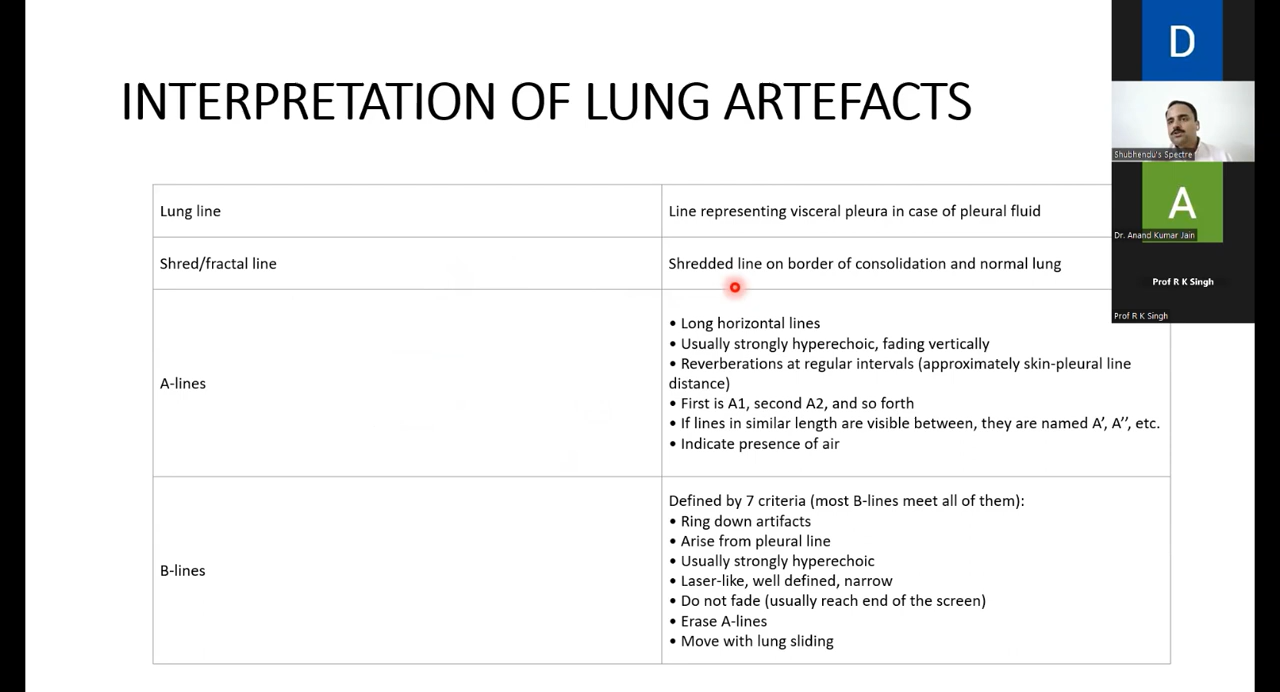 INTERPRETATION OF LUNG ARTEFACTS
Lung line
Line representing visceral pleura in case of pleural fluid
Shred/fractal line
Shredded line on border of consolidation and normal lung
A-lines
• Long horizontal lines
• Usually strongly hyperechoic, fading vertically
• Reverberations at regular intervals (approximately skin-pleural line
distance)
• First is A1, second A2, and so forth
• If lines in similar length are visible between, they are named A′, A′′, etc.
• Indicate presence of air
B-lines
Defined by 7 criteria (most B-lines meet all of them):
• Ring down artifacts
• Arise from pleural line
• Usually strongly hyperechoic
• Laser-like, well defined, narrow
• Do not fade (usually reach end of the screen)
• Erase A-lines
• Move with lung sliding
D
Shubhendu's Spectre
A
Dr. Anand Kumar Jain
Prof R K Singh
Prof R K Singh